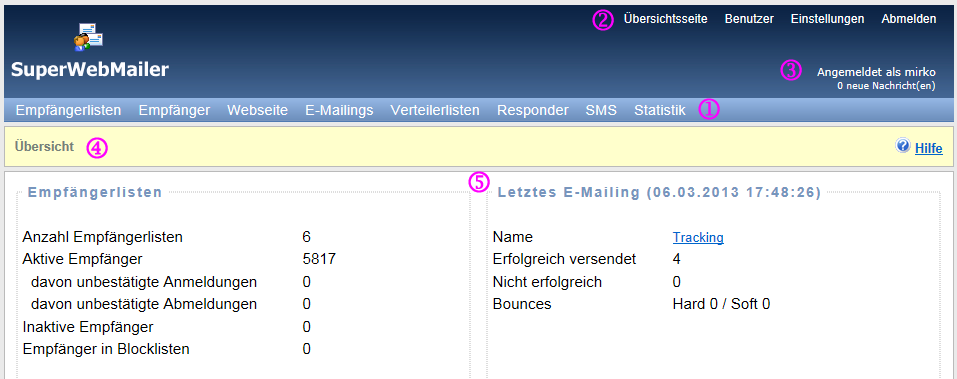 ② Übersichtsseite Benutzer Einstellungen Abmelden
SuperWebMailer
③ Angemeldet als mirko
0 neue Nachricht(en)
Empfängerlisten Empfänger Webseite E-Mailings Verteilerlisten Responder SMS Statistik ①
Übersicht ④ Hilfe
⑤
Empfängerlisten
Anzahl Empfängerlisten 6
Aktive Empfänger 5817
davon unbestätigte Anmeldungen 0
davon unbestätigte Abmeldungen 0
Inaktive Empfänger 0
Empfänger in Blocklisten 0
Letztes E-Mailing (06.03.2013 17:48:26)
Name Tracking
Erfolgreich versendet 4
Nicht erfolgreich 0
Bounces Hard 0 / Soft 0